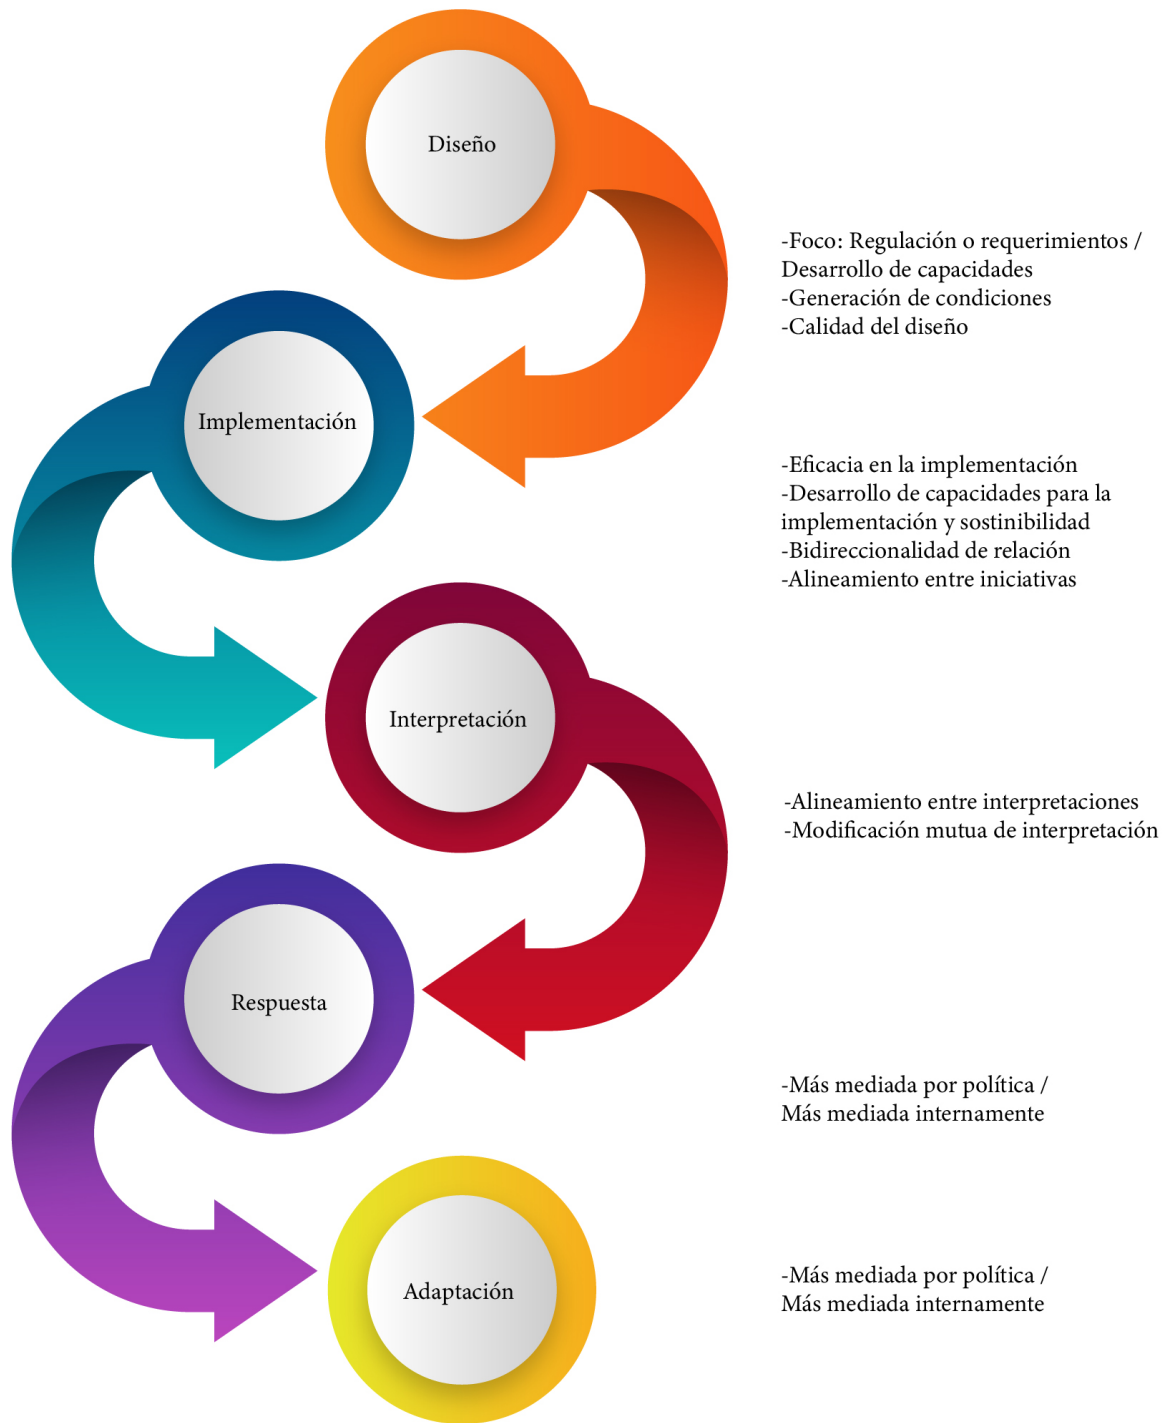 Diseño
-Foco: Regulación o requerimientos /
Desarrollo de capacidades
-Generación de condiciones
-Calidad del diseño
Implementación
-Eficacia en la implementación
-Desarrollo de capacidades para la
implementación y sostinibilidad
-Bidireccionalidad de relación
-Alineamiento entre iniciativas
Interpretación
-Alineamiento entre interpretaciones
-Modificación mutua de interpretación
Respuesta
-Más mediada por política /
Más mediada internamente
Adaptación
-Más mediada por política /
Más mediada internamente